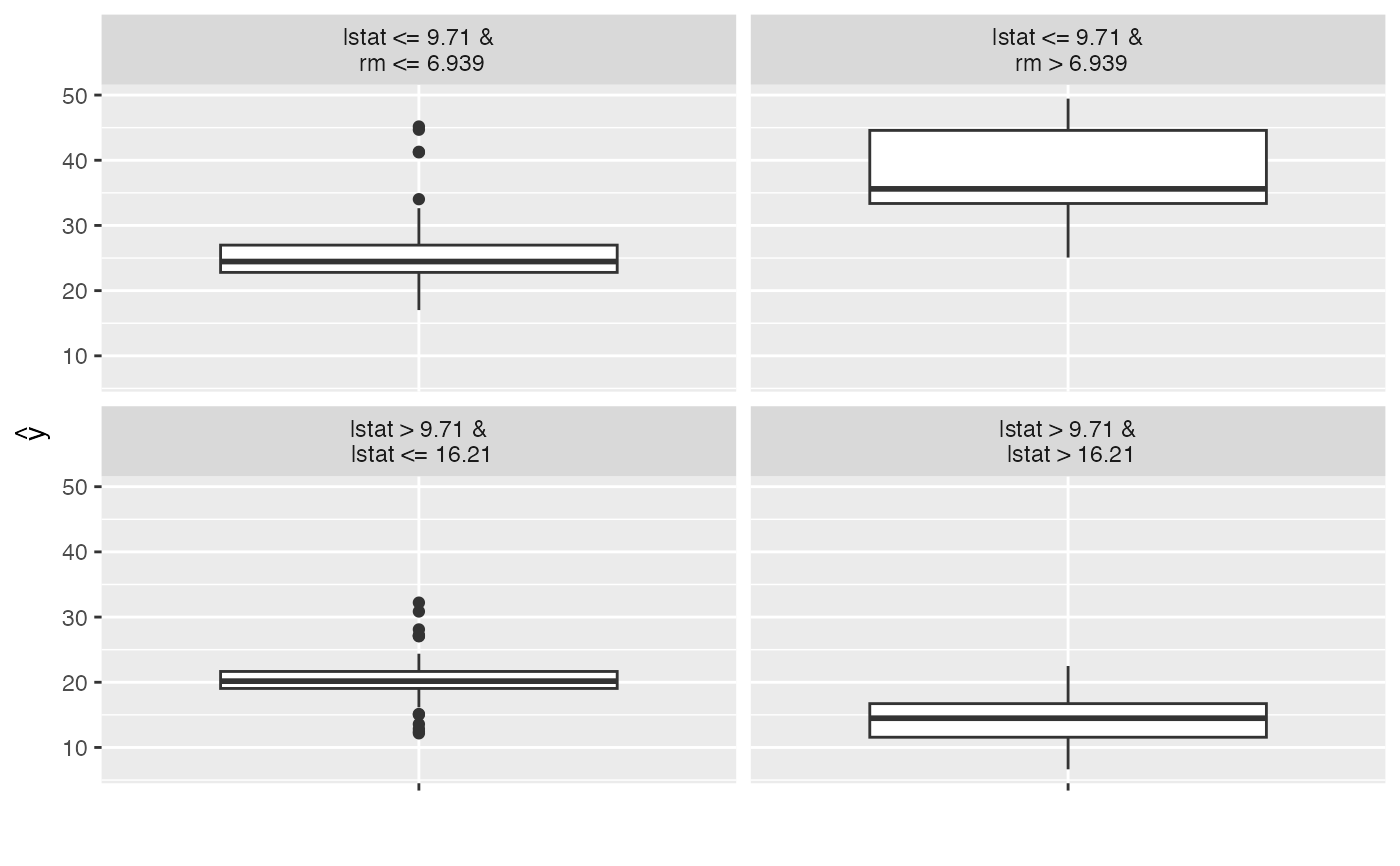 lstat <= 9.71 &
rm <= 6.939
lstat <= 9.71 &
rm > 6.939
50
40
30
20
10
ŷ
lstat > 9.71 &
lstat <= 16.21
lstat > 9.71 &
lstat > 16.21
50
40
30
20
10